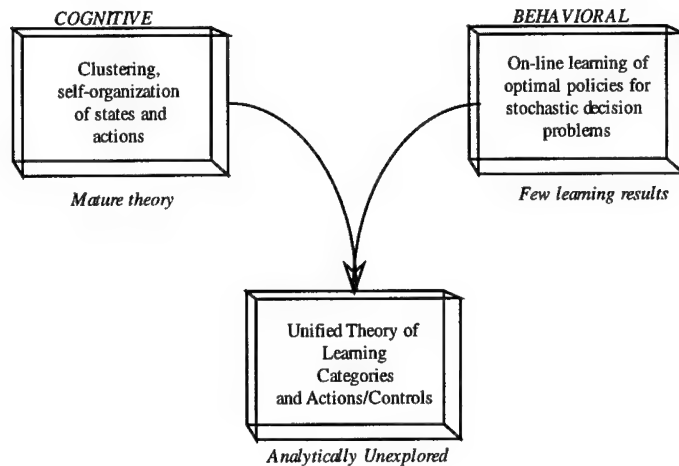 COGNITIVE
Clustering,
self-organization
of states and
actions
Mature theory
BEHAVIORAL
On-line learning of
optimal policies for
stochastic decision
problems
Few learning results
Unified Theory of
Learning
Categories
and Actions/Controls
Analytically Unexplored